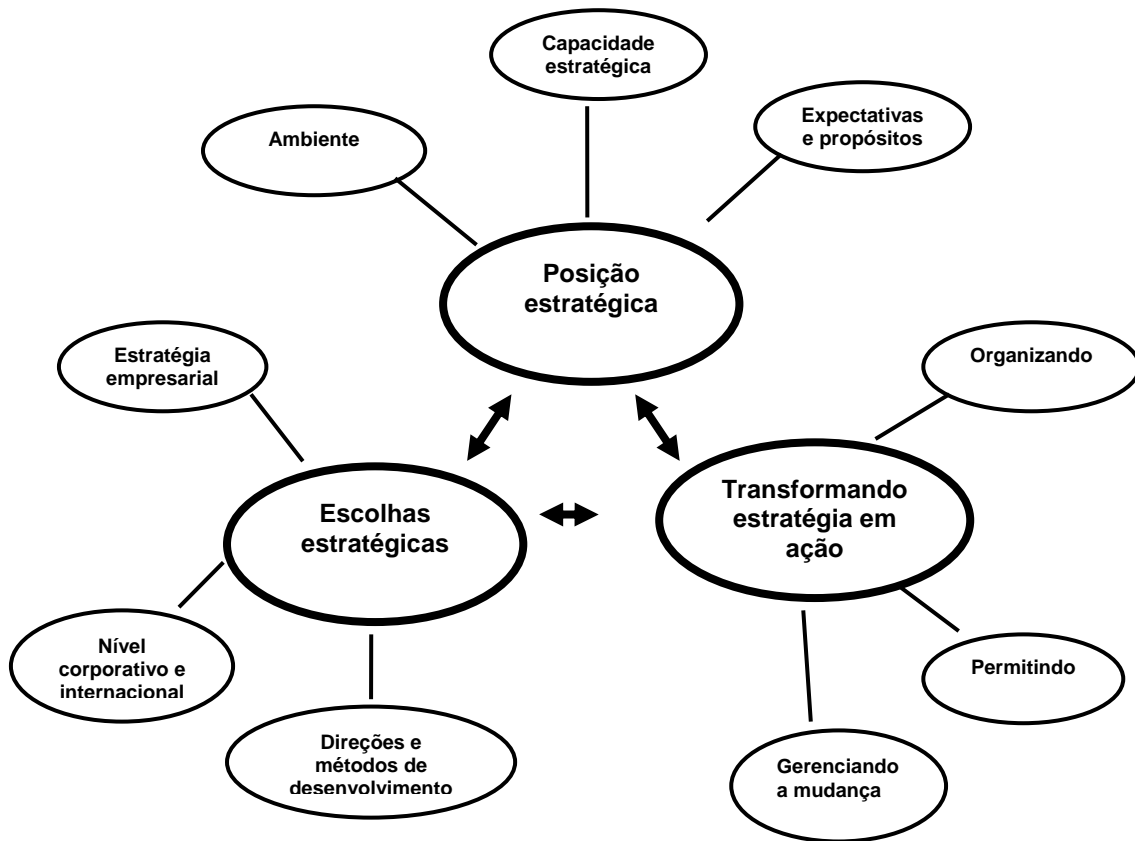 Capacidade
estratégica
Expectativas
e propósitos
Ambiente
Posição
estratégica
Estratégia
empresarial
Organizando
Escolhas
estratégicas
Transformando
estratégia em
ação
Nível
corporativo e
internacional
Permitindo
Direções e
métodos de
desenvolvimento
Gerenciando
a mudança